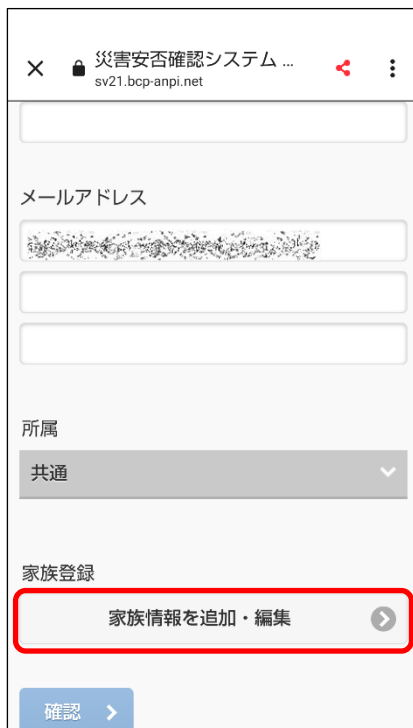 災害安否確認システム ...
sv21.bcp-anpi.net
メールアドレス
所属
共通
家族登録
家族情報を追加・編集
確認